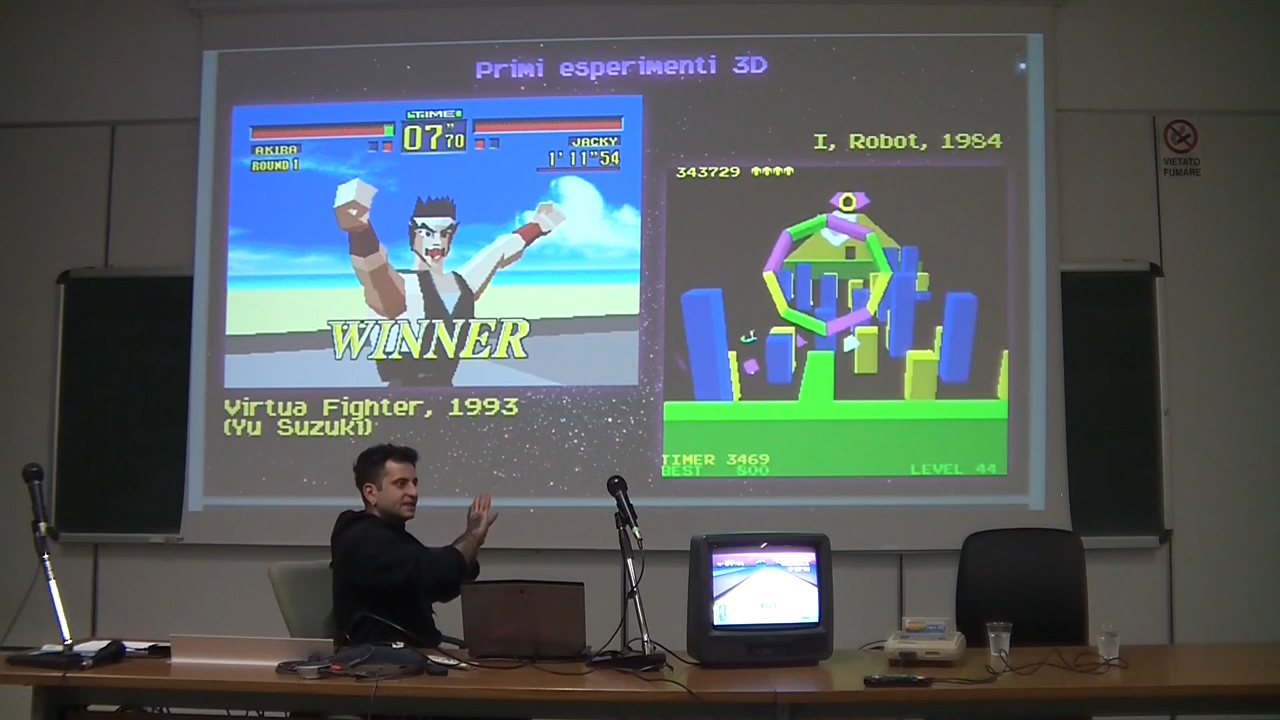 Primi esperimenti 3D
TIME
07"70
AKIRA
ROUND 1
JACKY
1'11"54
WINNER
Virtua Fighter, 1993
(Yu Suzuki)
I, Robot, 1984
343729
TIMER 3469
BEST 800
LEVEL 44
VIETATO
FUMARE